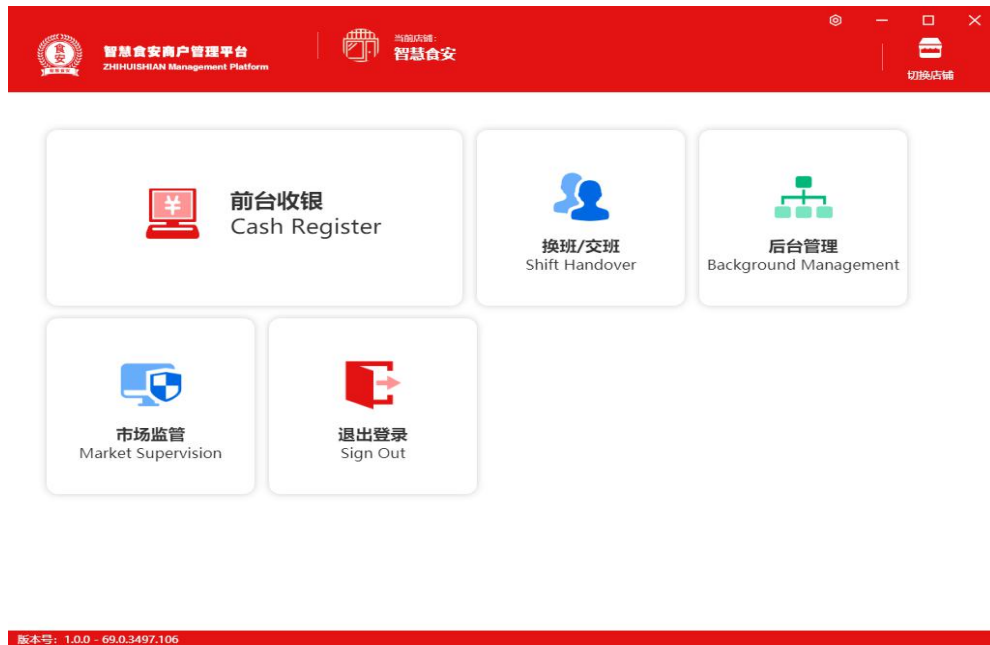 食安
智慧食安商户管理平台
ZHIHUISHIAN Management Platform
当前店铺:
智慧食安
切换店铺
¥
前台收银
Cash Register
换班/交班
Shift Handover
后台管理
Background Management
市场监管
Market Supervision
退出登录
Sign Out
版本号: 1.0.0 - 69.0.3497.106